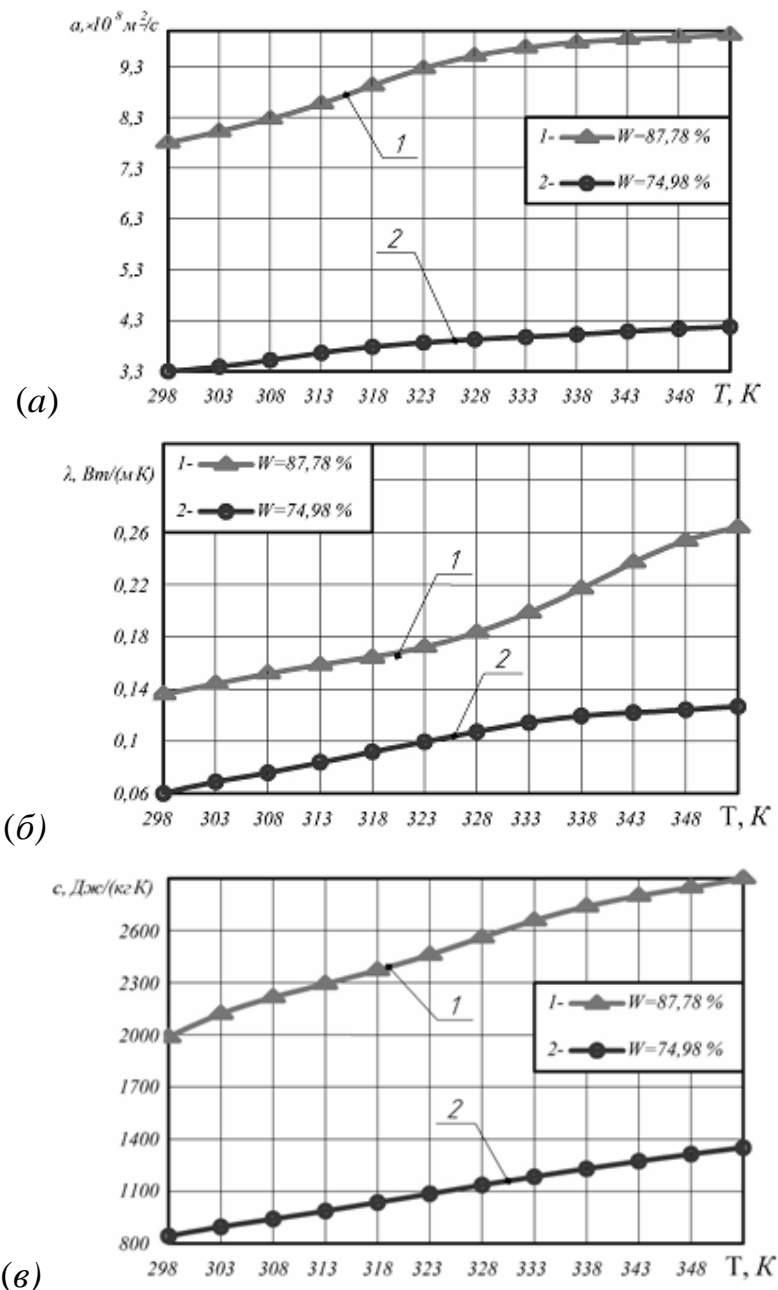 a,×10⁸ м²/с
9,3
8,3
7,3
6,3
5,3
4,3
3,3
1
2
1- W=87,78 %
2- W=74,98 %
298 303 308 313 318 323 328 333 338 343 348 T, К
(а)
λ, Вт/(м К)
1- W=87,78 %
2- W=74,98 %
0,26
0,22
0,18
0,14
0,1
0,06
1
2
298 303 308 313 318 323 328 333 338 343 348 T, К
(б)
с, Дж/(кг К)
2600
2300
2000
1700
1400
1100
800
1
2
1- W=87,78 %
2- W=74,98 %
298 303 308 313 318 323 328 333 338 343 348 T, К
(в)